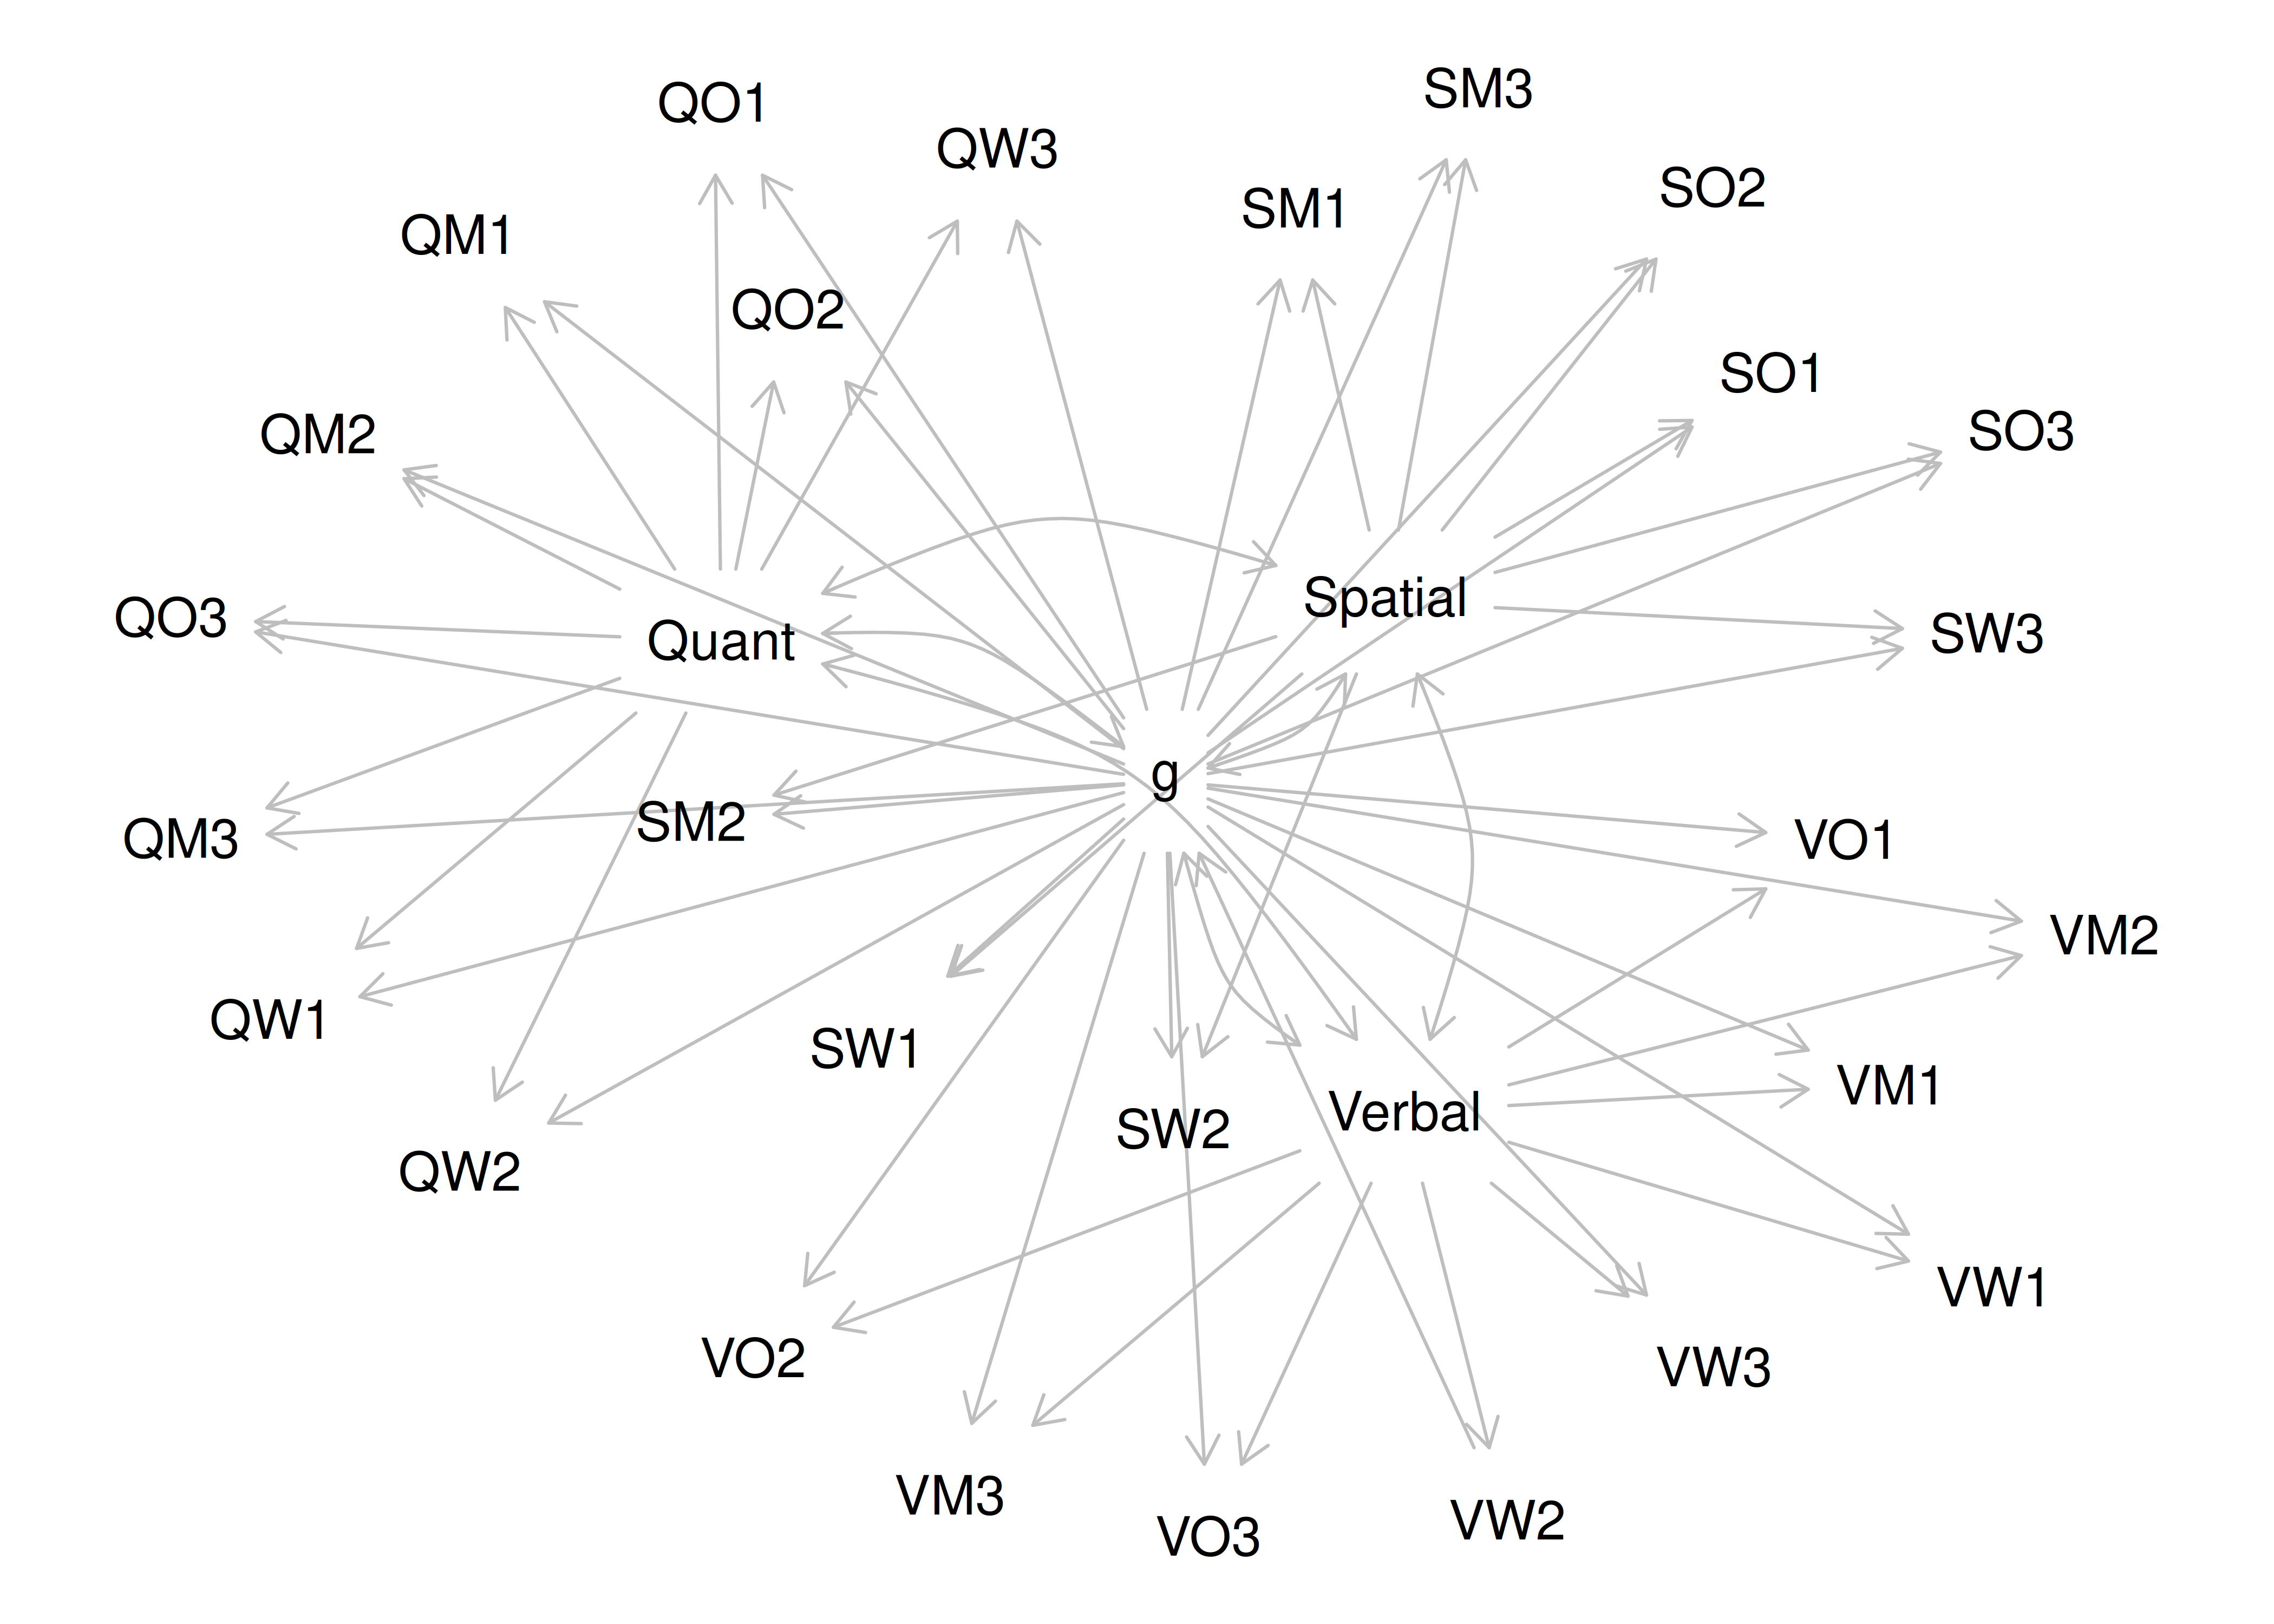 SM3
QO1
QW3
SO2
SM1
QM1
QO2
SO1
SO3
QM2
Spatial
QO3
SW3
Quant
g
SM2
QM3
VO1
VM2
QW1
SW1
VM1
Verbal
SW2
QW2
VW1
VO2
VW3
VM3
VW2
VO3